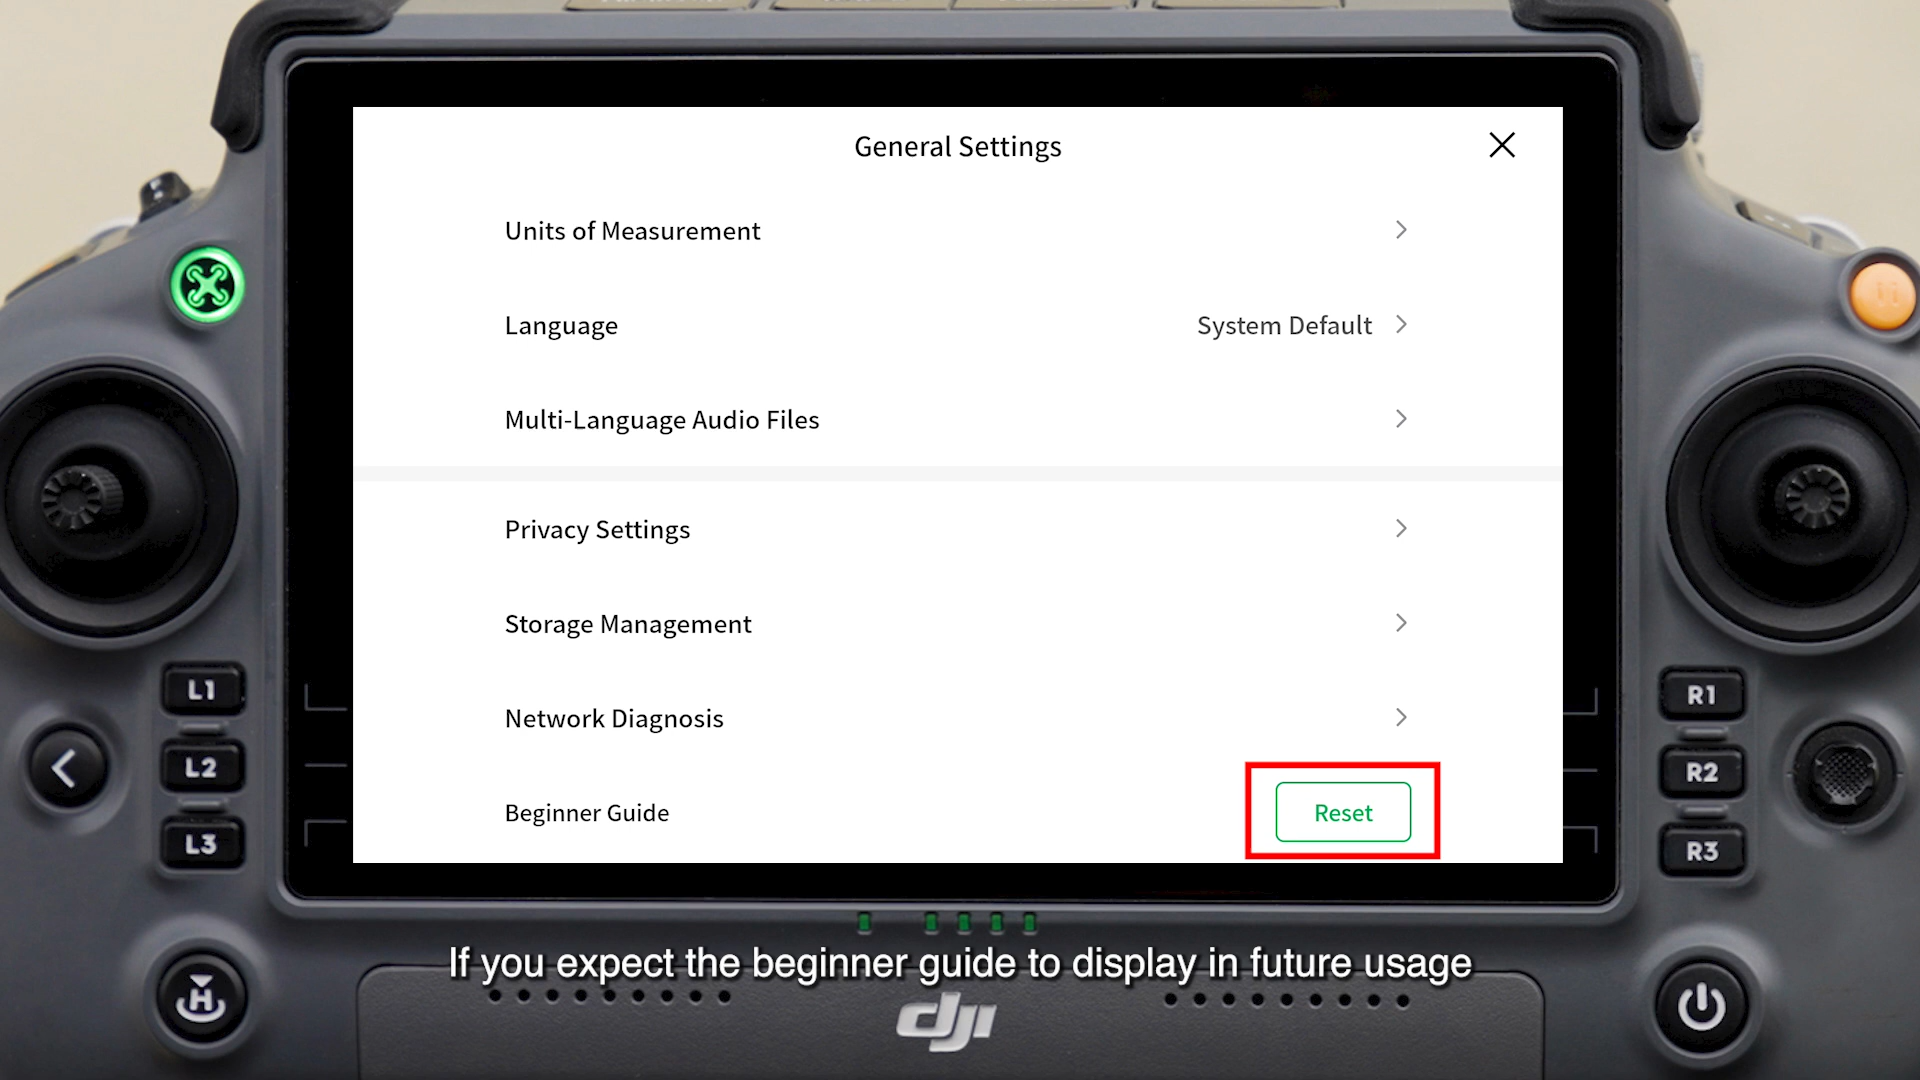 General Settings
Units of Measurement
Language System Default
Multi-Language Audio Files
Privacy Settings
Storage Management
Network Diagnosis
Beginner Guide Reset
L1
L2
L3
R1
R2
R3
H
If you expect the beginner guide to display in future usage
dji